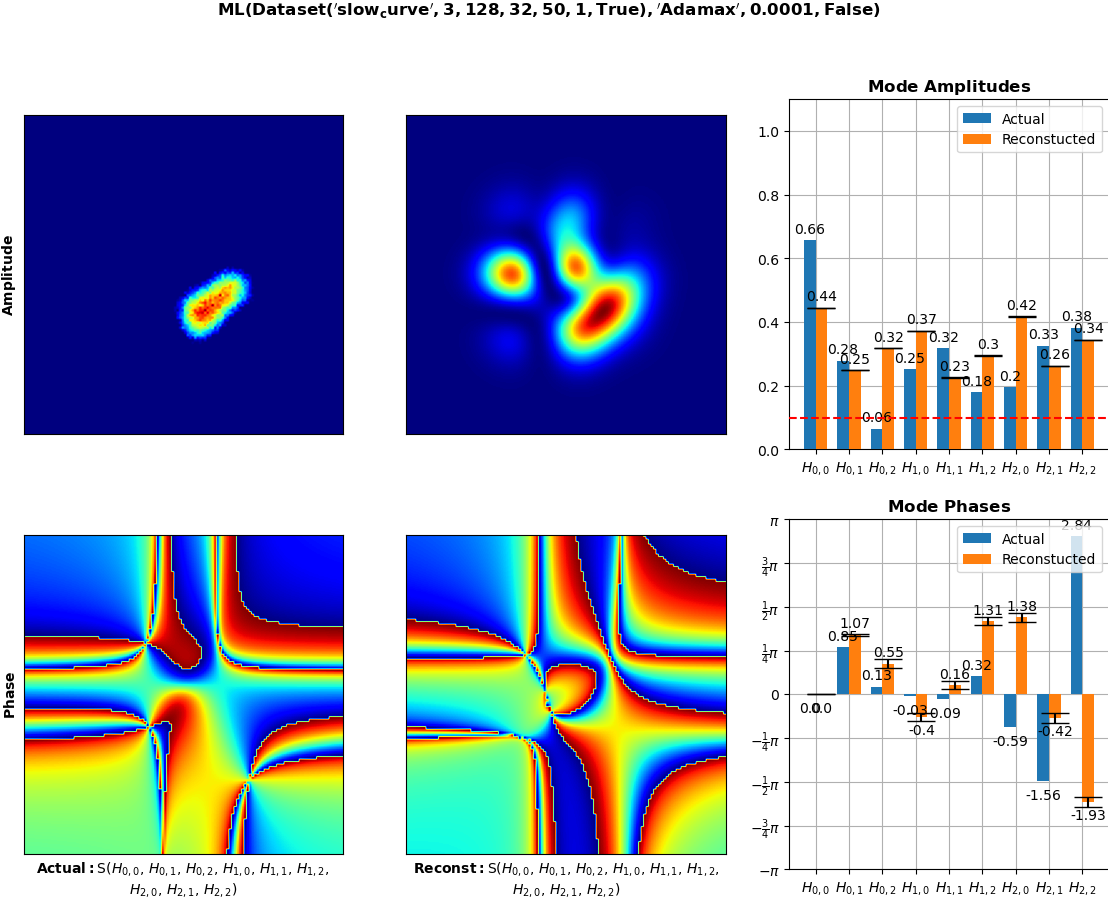 ML(Dataset('slow_curve', 3, 128, 32, 50, 1, True), 'Adamax', 0.0001, False)
Amplitude
Mode Amplitudes
Actual
Reconstucted
1.0
0.8
0.6
0.4
0.2
0.0
0.66
0.44
0.28
0.25
0.06
0.32
0.25
0.37
0.32
0.23
0.18
0.3
0.2
0.42
0.33
0.26
0.38
0.34
H0,0 H0,1 H0,2 H1,0 H1,1 H1,2 H2,0 H2,1 H2,2
Phase
Actual: S(H0,0, H0,1, H0,2, H1,0, H1,1, H1,2,
H2,0, H2,1, H2,2)
Reconst: S(H0,0, H0,1, H0,2, H1,0, H1,1, H1,2,
H2,0, H2,1, H2,2)
Mode Phases
Actual
Reconstucted
π
3/4π
1/2π
1/4π
0
−1/4π
−1/2π
−3/4π
−π
0.0
0.0
0.85
1.07
0.13
0.55
-0.03
-0.4
-0.09
0.16
0.32
1.31
-0.59
1.38
-1.56
-0.42
2.84
-1.93
H0,0 H0,1 H0,2 H1,0 H1,1 H1,2 H2,0 H2,1 H2,2